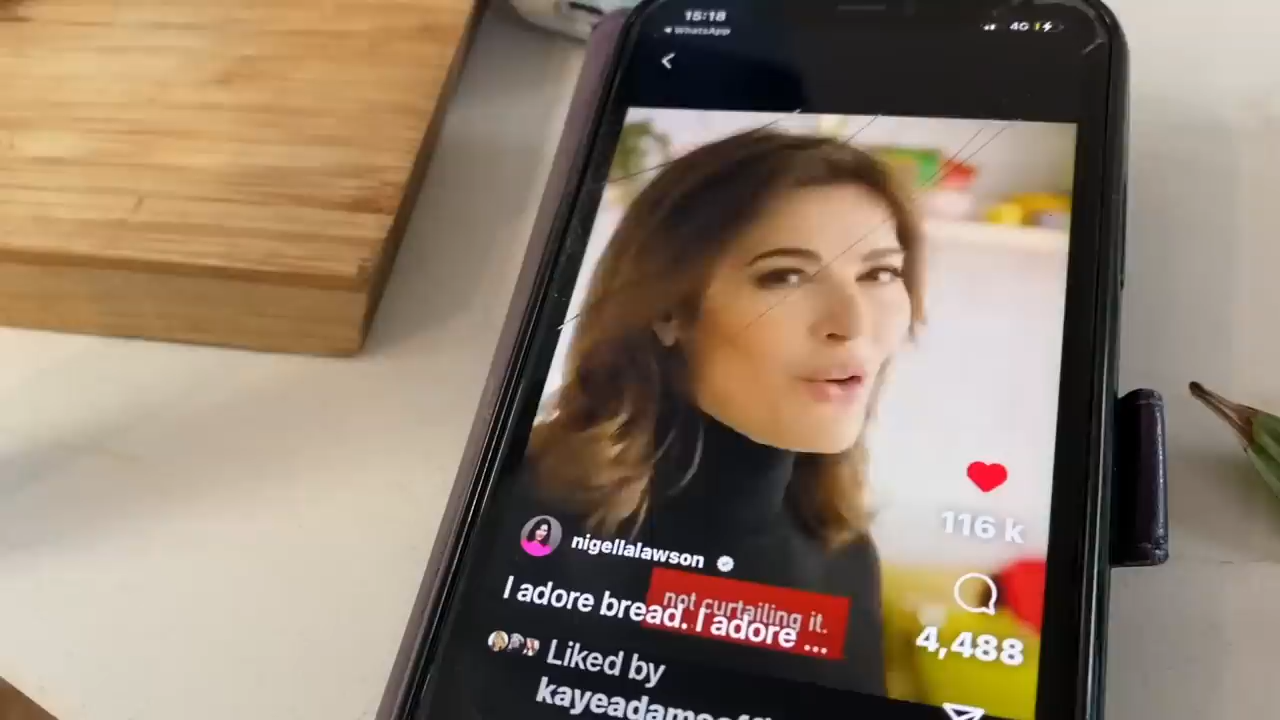 15:18
WhatsApp
4G
116 k
nigellalawson
not curtailing it.
I adore bread. I adore ...
4,488
Liked by